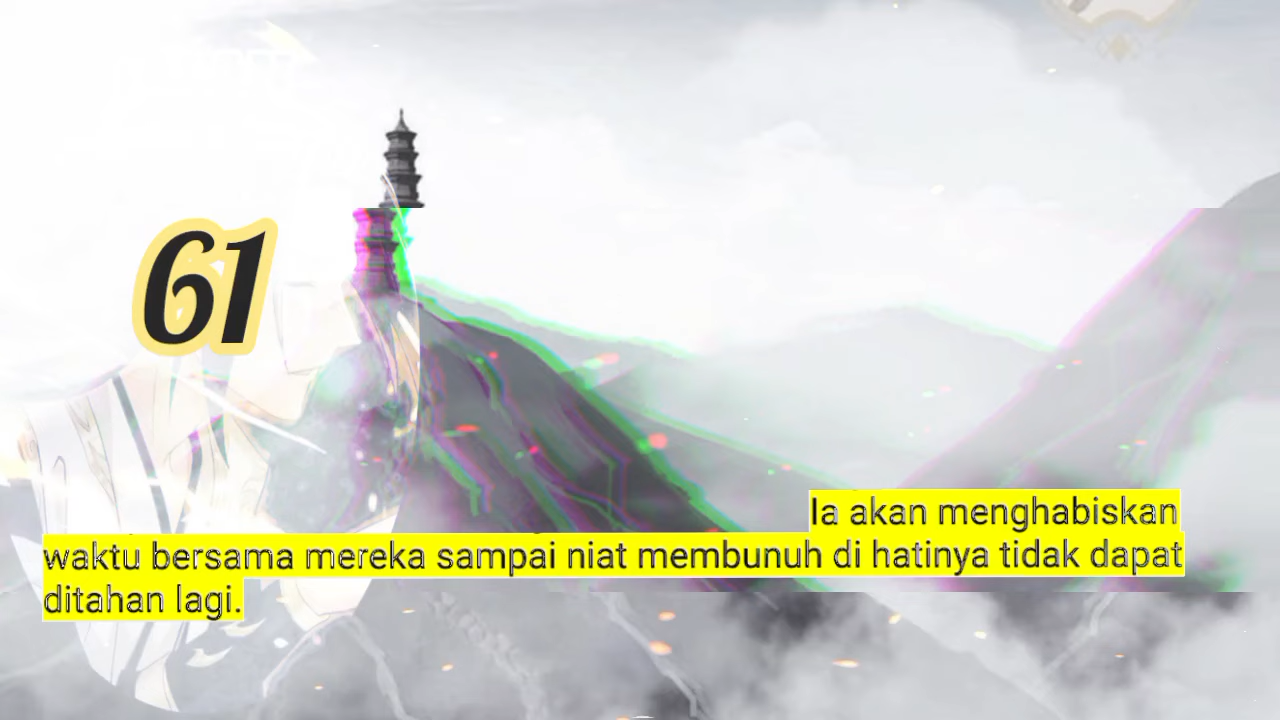 61
Ia akan menghabiskan
waktu bersama mereka sampai niat membunuh di hatinya tidak dapat
ditahan lagi.